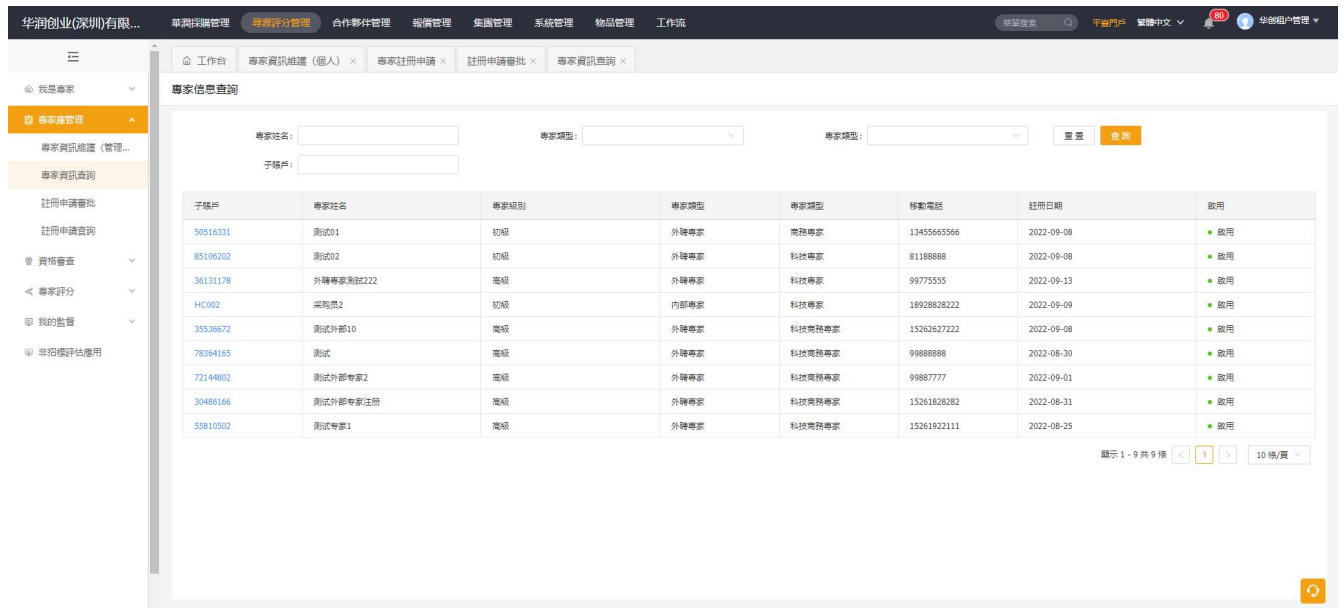 华润创业(深圳)有限... 華潤採購管理 尋源評分管理 合作夥伴管理 報價管理 集團管理 系統管理 物品管理 工作流 菜單搜索 平臺門戶 繁體中文 80 华创租户管理
工作台 專家資訊維護（個人） × 專家註冊申請 × 註冊申請審批 × 專家資訊查詢 ×
我是專家
專家庫管理
專家資訊維護（管理...
專家資訊查詢
註冊申請審批
註冊申請查詢
資格審查
專家評分
我的監督
非招標評估應用
專家信息查詢
專家姓名： 專家類型： 專家類型： 重置 查詢
子賬戶：
子賬戶 專家姓名 專家級別 專家類型 專家類型 移動電話 註冊日期 啟用
50516331 测试01 初級 外聘專家 商務專家 13455665566 2022-09-08 啟用
85106202 测试02 初級 外聘專家 科技專家 81188888 2022-09-08 啟用
36131178 外聘專家測試222 高級 外聘專家 科技專家 99775555 2022-09-13 啟用
HC002 采购员2 初級 內部專家 科技專家 18928828222 2022-09-09 啟用
35536672 测试外部10 高級 外聘專家 科技商務專家 15262627222 2022-09-08 啟用
78364165 测试 高級 外聘專家 科技商務專家 99888888 2022-08-30 啟用
72144802 测试外部专家2 高級 外聘專家 科技商務專家 99887777 2022-09-01 啟用
30486166 测试外部专家注册 高級 外聘專家 科技商務專家 15261828282 2022-08-31 啟用
55810502 测试专家1 高級 外聘專家 科技商務專家 15261922111 2022-08-25 啟用
顯示 1 - 9 共 9 條 < 1 > 10 條/頁